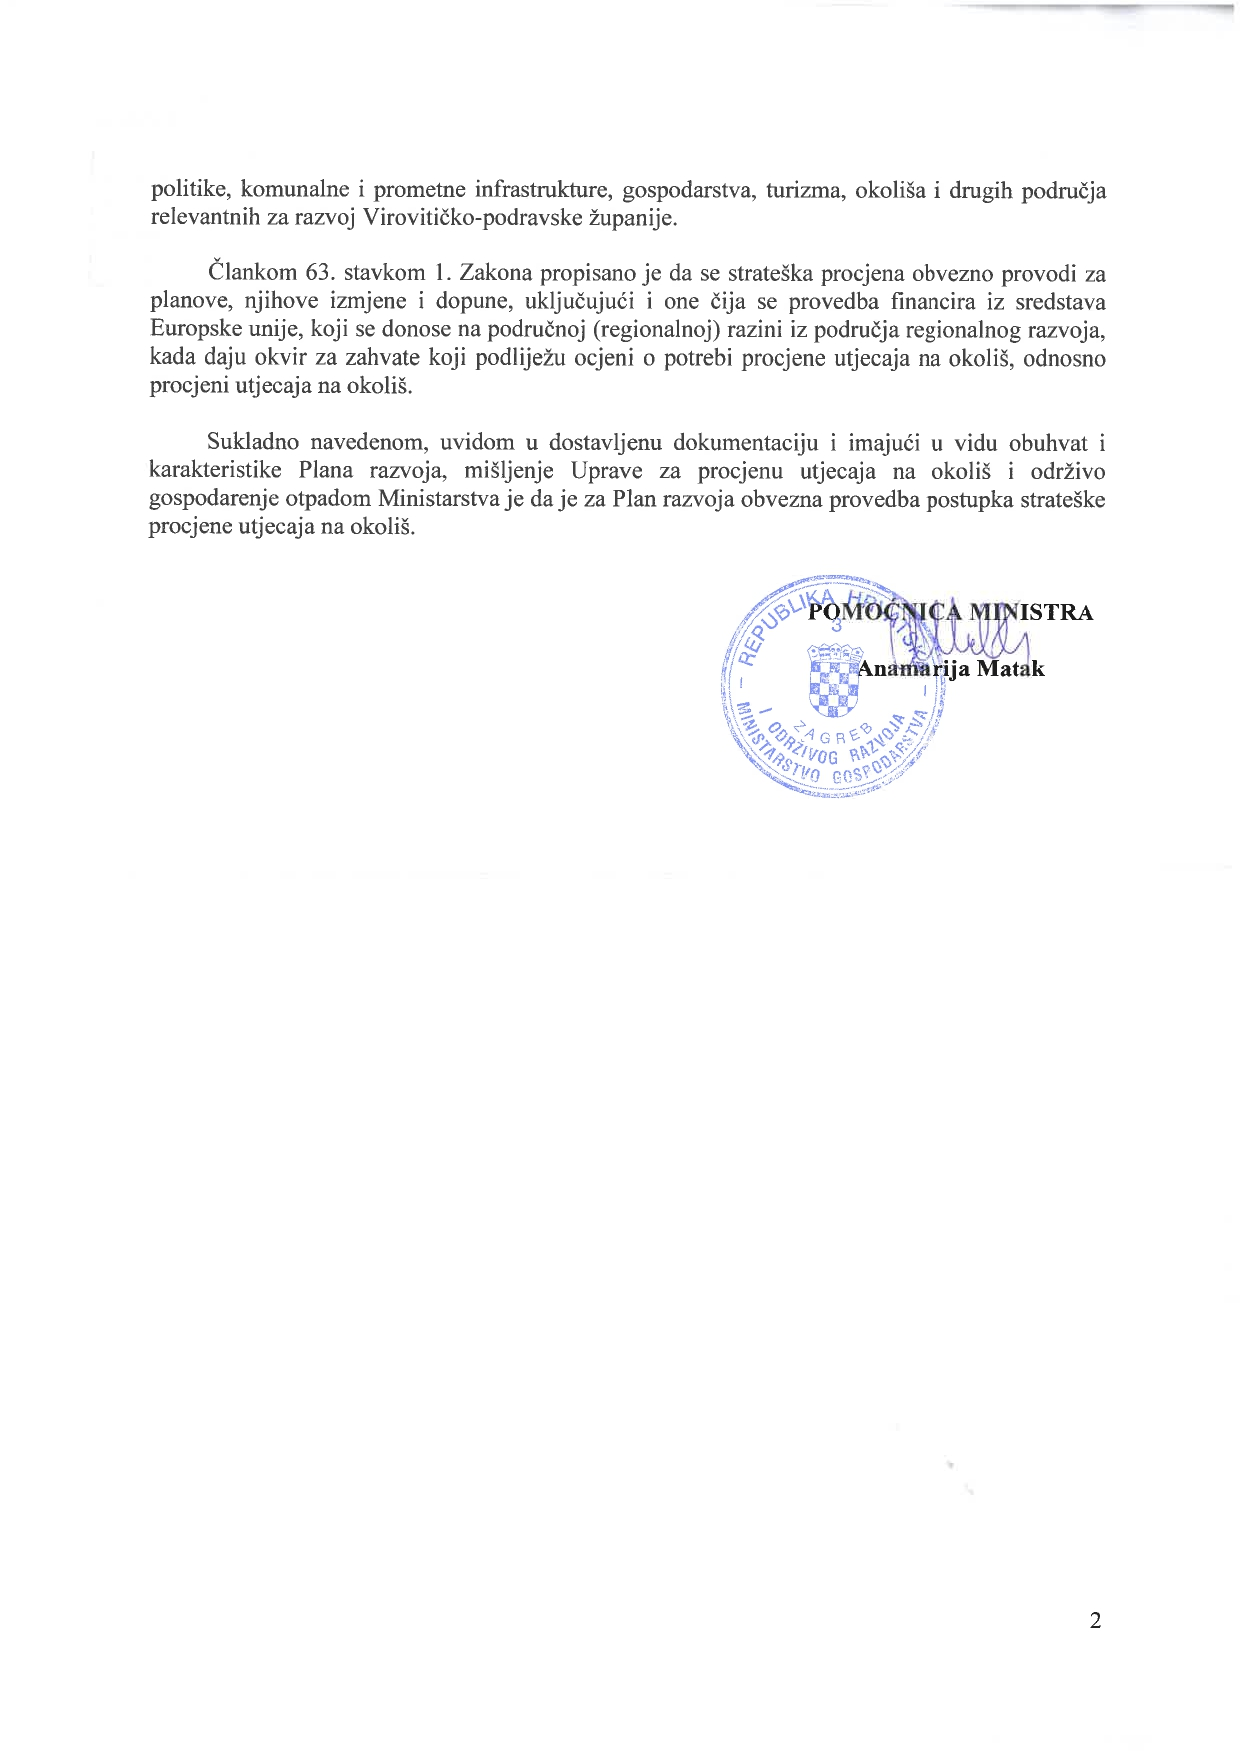 politike, komunalne i prometne infrastrukture, gospodarstva, turizma, okoliša i drugih područja
relevantnih za razvoj Virovitičko-podravske županije.
Člankom 63. stavkom 1. Zakona propisano je da se strateška procjena obvezno provodi za
planove, njihove izmjene i dopune, uključujući i one čija se provedba financira iz sredstava
Europske unije, koji se donose na područnoj (regionalnoj) razini iz područja regionalnog razvoja,
kada daju okvir za zahvate koji podliježu ocjeni o potrebi procjene utjecaja na okoliš, odnosno
procjeni utjecaja na okoliš.
Sukladno navedenom, uvidom u dostavljenu dokumentaciju i imajući u vidu obuhvat i
karakteristike Plana razvoja, mišljenje Uprave za procjenu utjecaja na okoliš i održivo
gospodarenje otpadom Ministarstva je da je za Plan razvoja obvezna provedba postupka strateške
procjene utjecaja na okoliš.
POMOĆNICA MINISTRA
Anamarija Matak
REPUBLIKA HRVATSKA
3
ZAGREB
I ODRŽIVOG RAZVOJA
MINISTARSTVO GOSPODARSTVA
2